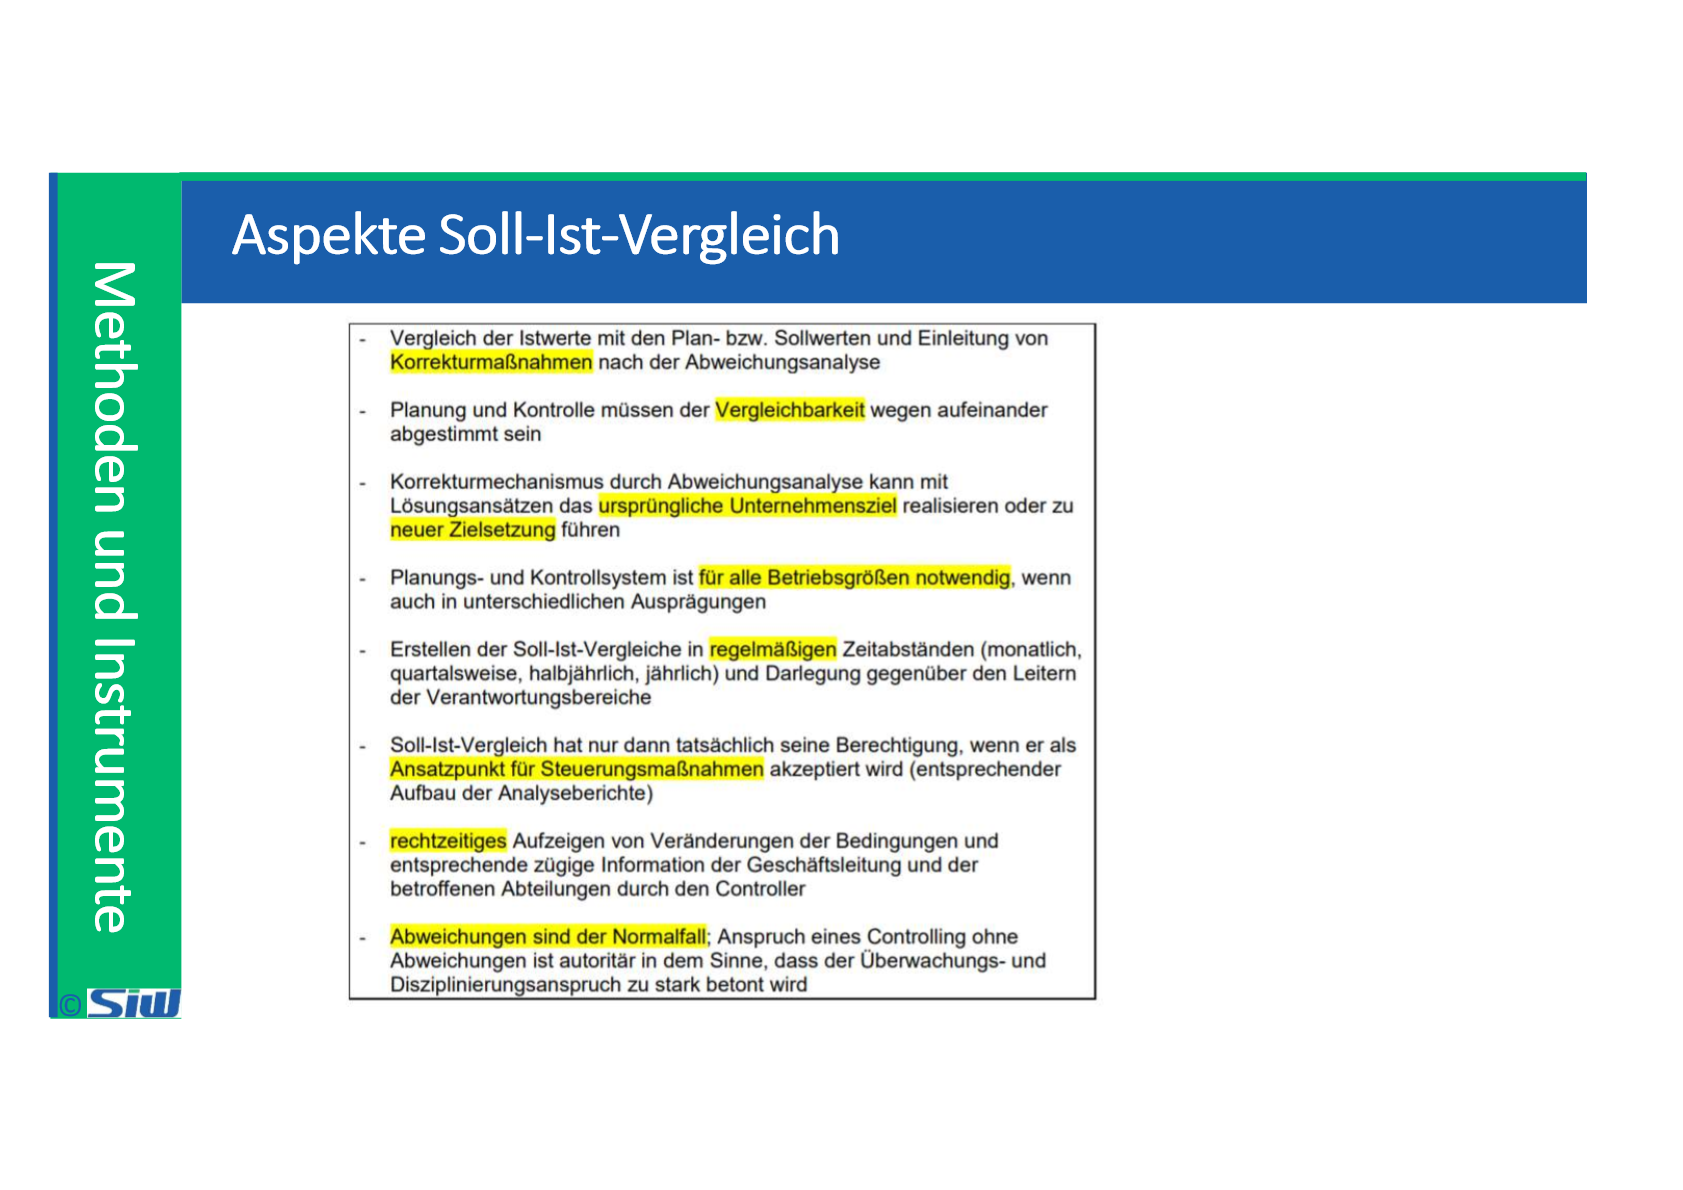 Aspekte Soll-Ist-Vergleich
Methoden und Instrumente
- Vergleich der Istwerte mit den Plan- bzw. Sollwerten und Einleitung von
Korrekturmaßnahmen nach der Abweichungsanalyse
- Planung und Kontrolle müssen der Vergleichbarkeit wegen aufeinander
abgestimmt sein
- Korrekturmechanismus durch Abweichungsanalyse kann mit
Lösungsansätzen das ursprüngliche Unternehmensziel realisieren oder zu
neuer Zielsetzung führen
- Planungs- und Kontrollsystem ist für alle Betriebsgrößen notwendig, wenn
auch in unterschiedlichen Ausprägungen
- Erstellen der Soll-Ist-Vergleiche in regelmäßigen Zeitabständen (monatlich,
quartalsweise, halbjährlich, jährlich) und Darlegung gegenüber den Leitern
der Verantwortungsbereiche
- Soll-Ist-Vergleich hat nur dann tatsächlich seine Berechtigung, wenn er als
Ansatzpunkt für Steuerungsmaßnahmen akzeptiert wird (entsprechender
Aufbau der Analyseberichte)
- rechtzeitiges Aufzeigen von Veränderungen der Bedingungen und
entsprechende zügige Information der Geschäftsleitung und der
betroffenen Abteilungen durch den Controller
- Abweichungen sind der Normalfall; Anspruch eines Controlling ohne
Abweichungen ist autoritär in dem Sinne, dass der Überwachungs- und
Disziplinierungsanspruch zu stark betont wird
© SiW